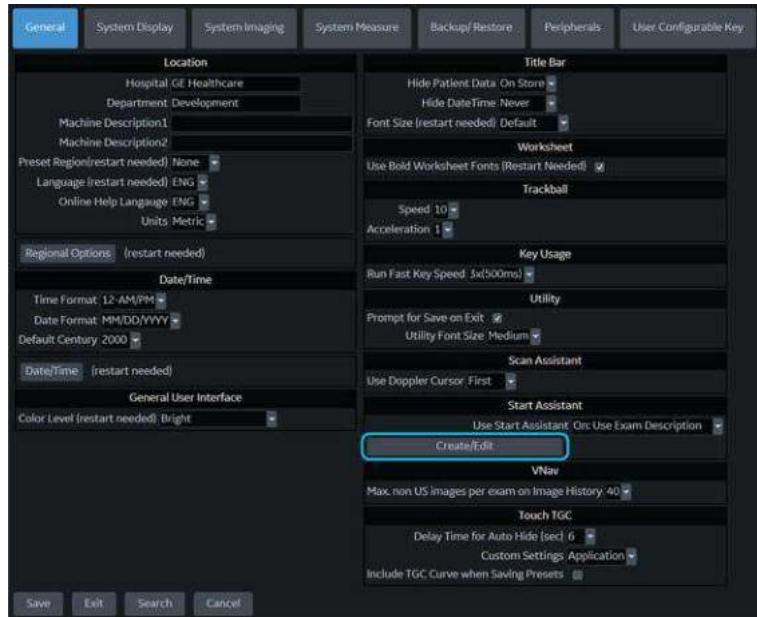 General
System Display
System Imaging
System Measure
Backup/Restore
Peripherals
User Configurable Key
Location
Hospital GE Healthcare
Department Development
Machine Description1
Machine Description2
Preset Region(restart needed) None
Language (restart needed) ENG
Online Help Langauge ENG
Units Metric
Regional Options (restart needed)
Date/Time
Time Format 12-AM/PM
Date Format MM/DD/YYYY
Default Century 2000
Date/Time (restart needed)
General User Interface
Color Level (restart needed) Bright
Title Bar
Hide Patient Data On Store
Hide DateTime Never
Font Size (restart needed) Default
Worksheet
Use Bold Worksheet Fonts (Restart Needed)
Trackball
Speed 10
Acceleration 1
Key Usage
Run Fast Key Speed 3x(500ms)
Utility
Prompt for Save on Exit
Utility Font Size Medium
Scan Assistant
Use Doppler Cursor First
Start Assistant
Use Start Assistant On: Use Exam Description
Create/Edit
VNav
Max. non US images per exam on Image History 40
Touch TGC
Delay Time for Auto Hide (sec) 6
Custom Settings Application
Include TGC Curve when Saving Presets
Save
Exit
Search
Cancel